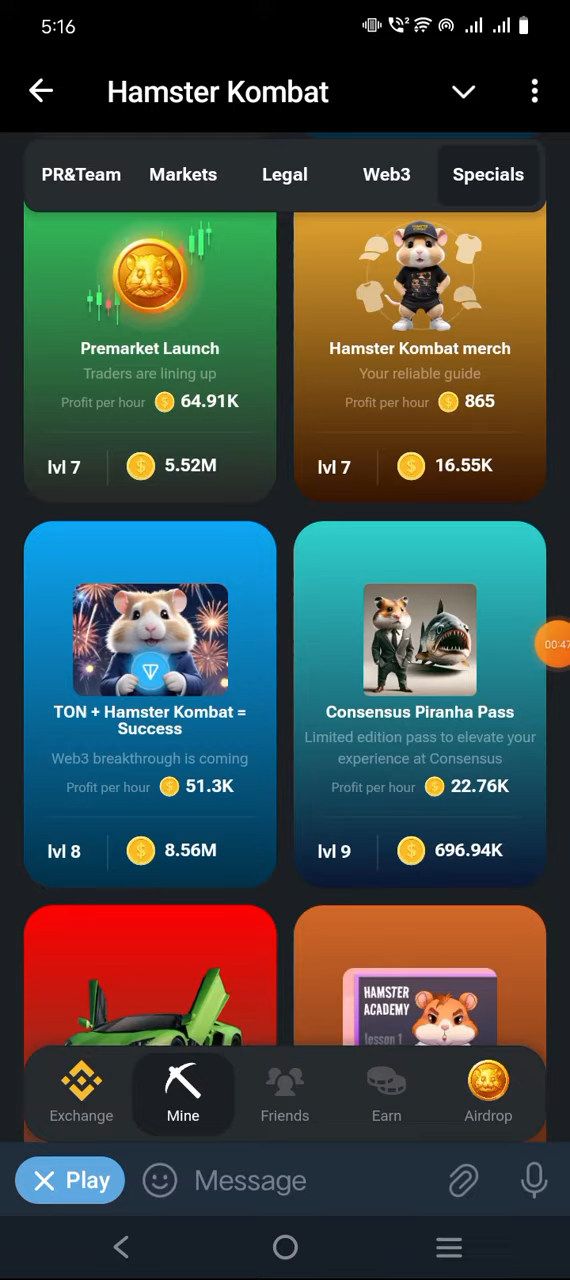 5:16
Hamster Kombat
PR&Team Markets Legal Web3 Specials
Premarket Launch
Traders are lining up
Profit per hour 64.91K
lvl 7 5.52M
Hamster Kombat merch
Your reliable guide
Profit per hour 865
lvl 7 16.55K
TON + Hamster Kombat =
Success
Web3 breakthrough is coming
Profit per hour 51.3K
lvl 8 8.56M
Consensus Piranha Pass
Limited edition pass to elevate your
experience at Consensus
Profit per hour 22.76K
lvl 9 696.94K
00:47
HAMSTER
ACADEMY
lesson 1
Exchange Mine Friends Earn Airdrop
Play Message